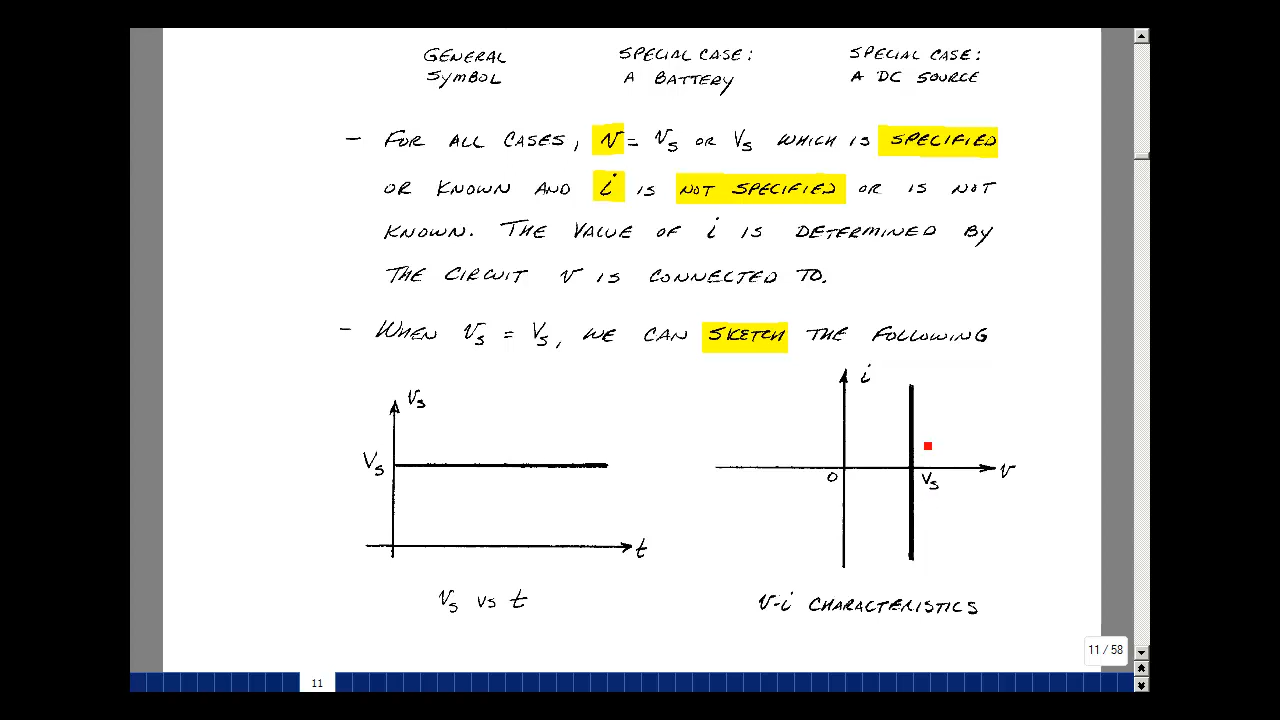 GENERAL SPECIAL CASE: SPECIAL CASE:
SYMBOL A BATTERY A DC SOURCE
- FOR ALL CASES, v = vs OR Vs WHICH IS SPECIFIED
OR KNOWN AND i IS NOT SPECIFIED OR IS NOT
KNOWN. THE VALUE OF i IS DETERMINED BY
THE CIRCUIT v IS CONNECTED TO.
- WHEN vs = Vs, WE CAN SKETCH THE FOLLOWING
i
vs
Vs
0 Vs v
t
vs vs t
v-i CHARACTERISTICS
11 / 58
11